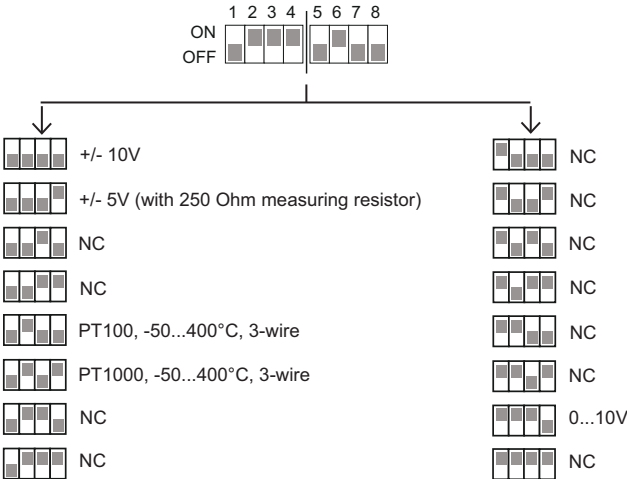 1 2 3 4 5 6 7 8
ON
OFF
+/- 10V
+/- 5V (with 250 Ohm measuring resistor)
NC
NC
PT100, -50...400°C, 3-wire
PT1000, -50...400°C, 3-wire
NC
NC
NC
NC
NC
NC
NC
NC
0...10V
NC